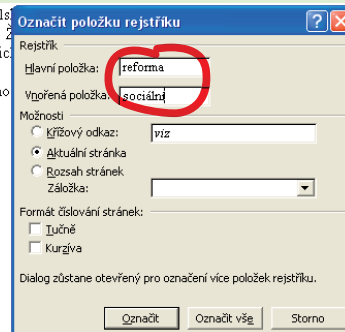 Označit položku rejstříku
Rejstřík
Hlavní položka: reforma
Vnořená položka: sociální
Možnosti
Křížový odkaz: viz
Aktuální stránka
Rozsah stránek
Záložka:
Formát číslování stránek:
Tučně
Kurzíva
Dialog zůstane otevřený pro označení více položek rejstříku.
Označit Označit vše Storno